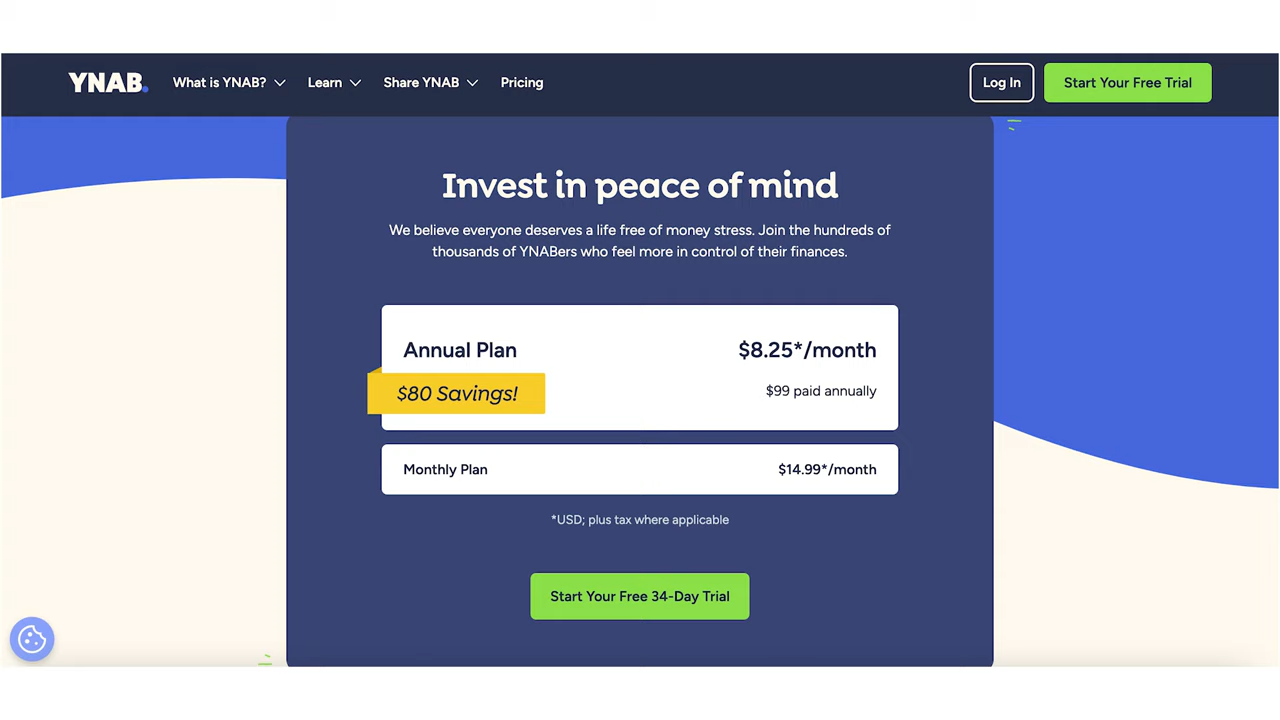 YNAB.
What is YNAB?
Learn
Share YNAB
Pricing
Log In
Start Your Free Trial
Invest in peace of mind
We believe everyone deserves a life free of money stress. Join the hundreds of
thousands of YNABers who feel more in control of their finances.
Annual Plan
$8.25*/month
$80 Savings!
$99 paid annually
Monthly Plan
$14.99*/month
*USD; plus tax where applicable
Start Your Free 34-Day Trial